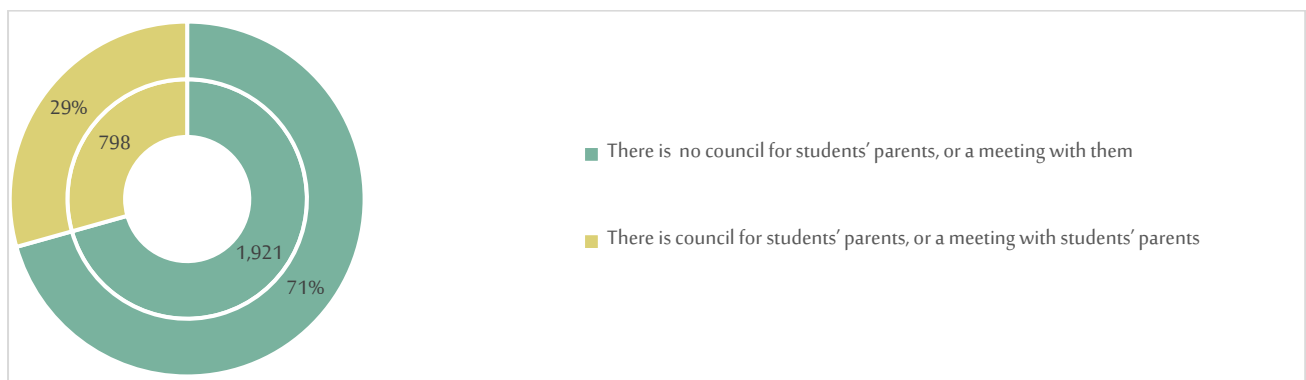 29%
798
1,921
71%
There is no council for students' parents, or a meeting with them
There is council for students' parents, or a meeting with students' parents